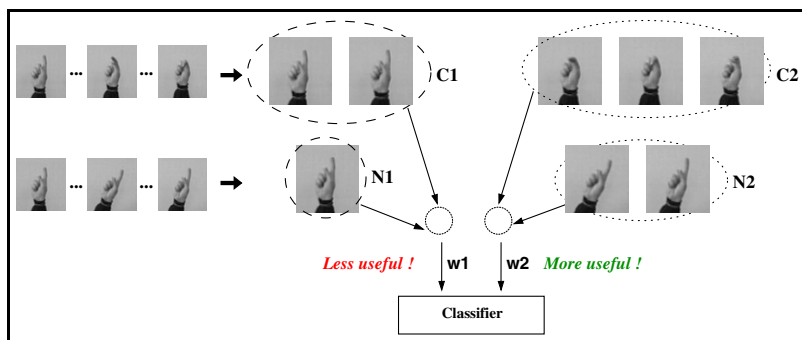 ... ...
C1
C2
... ...
N1
N2
Less useful !
w1
w2
More useful !
Classifier